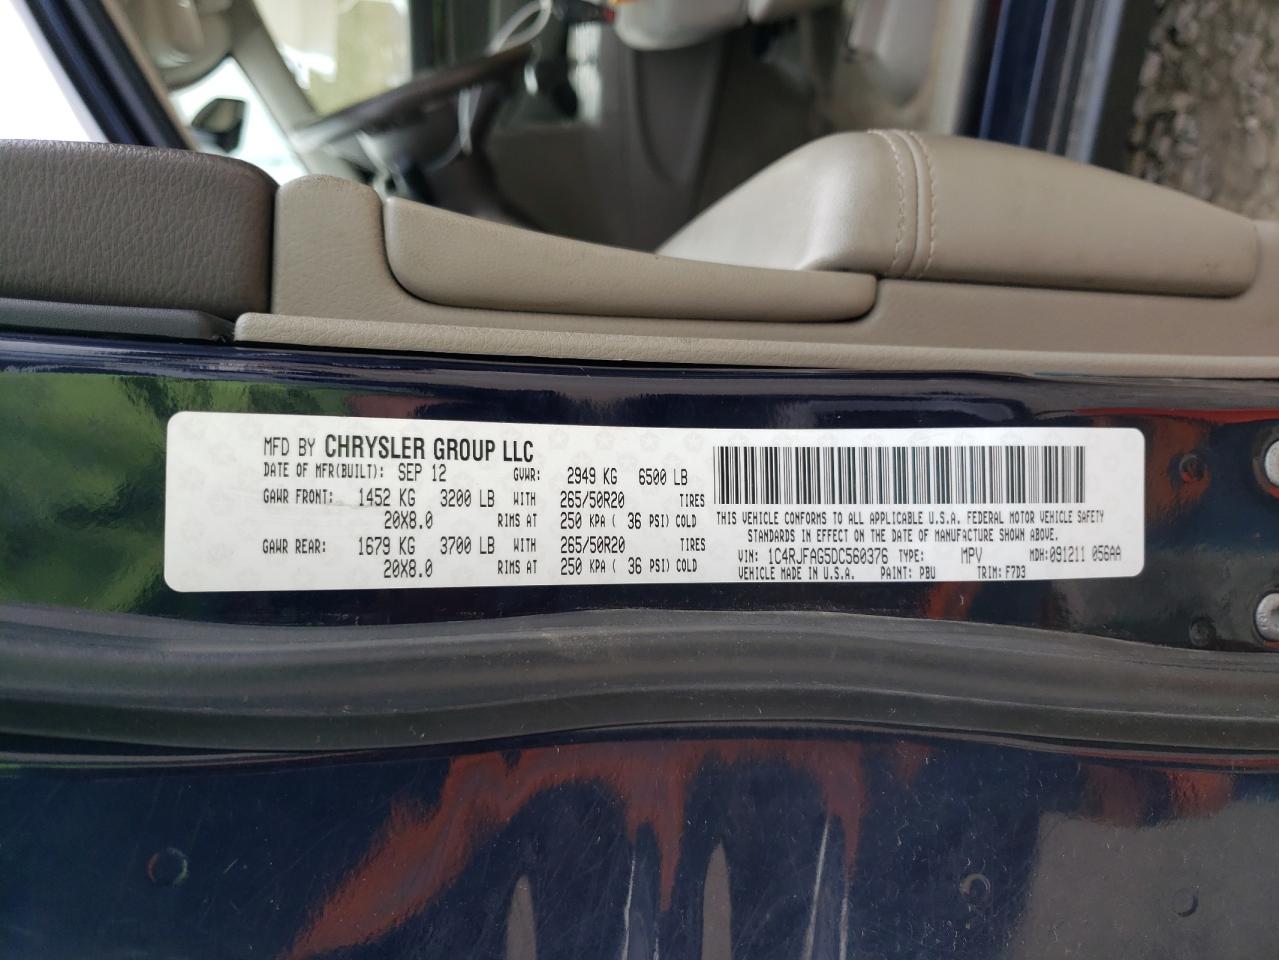 MFD BY CHRYSLER GROUP LLC
DATE OF MFR(BUILT): SEP 12 GVWR: 2949 KG 6500 LB
GAWR FRONT: 1452 KG 3200 LB WITH 265/50R20 TIRES
20X8.0 RIMS AT 250 KPA ( 36 PSI) COLD
GAWR REAR: 1679 KG 3700 LB WITH 265/50R20 TIRES
20X8.0 RIMS AT 250 KPA ( 36 PSI) COLD
THIS VEHICLE CONFORMS TO ALL APPLICABLE U.S.A. FEDERAL MOTOR VEHICLE SAFETY
STANDARDS IN EFFECT ON THE DATE OF MANUFACTURE SHOWN ABOVE.
VIN: 1C4RJFAG5DC560376 TYPE: MPV MDH: 091211 056AA
VEHICLE MADE IN U.S.A. PAINT: PBU TRIM: F7D3